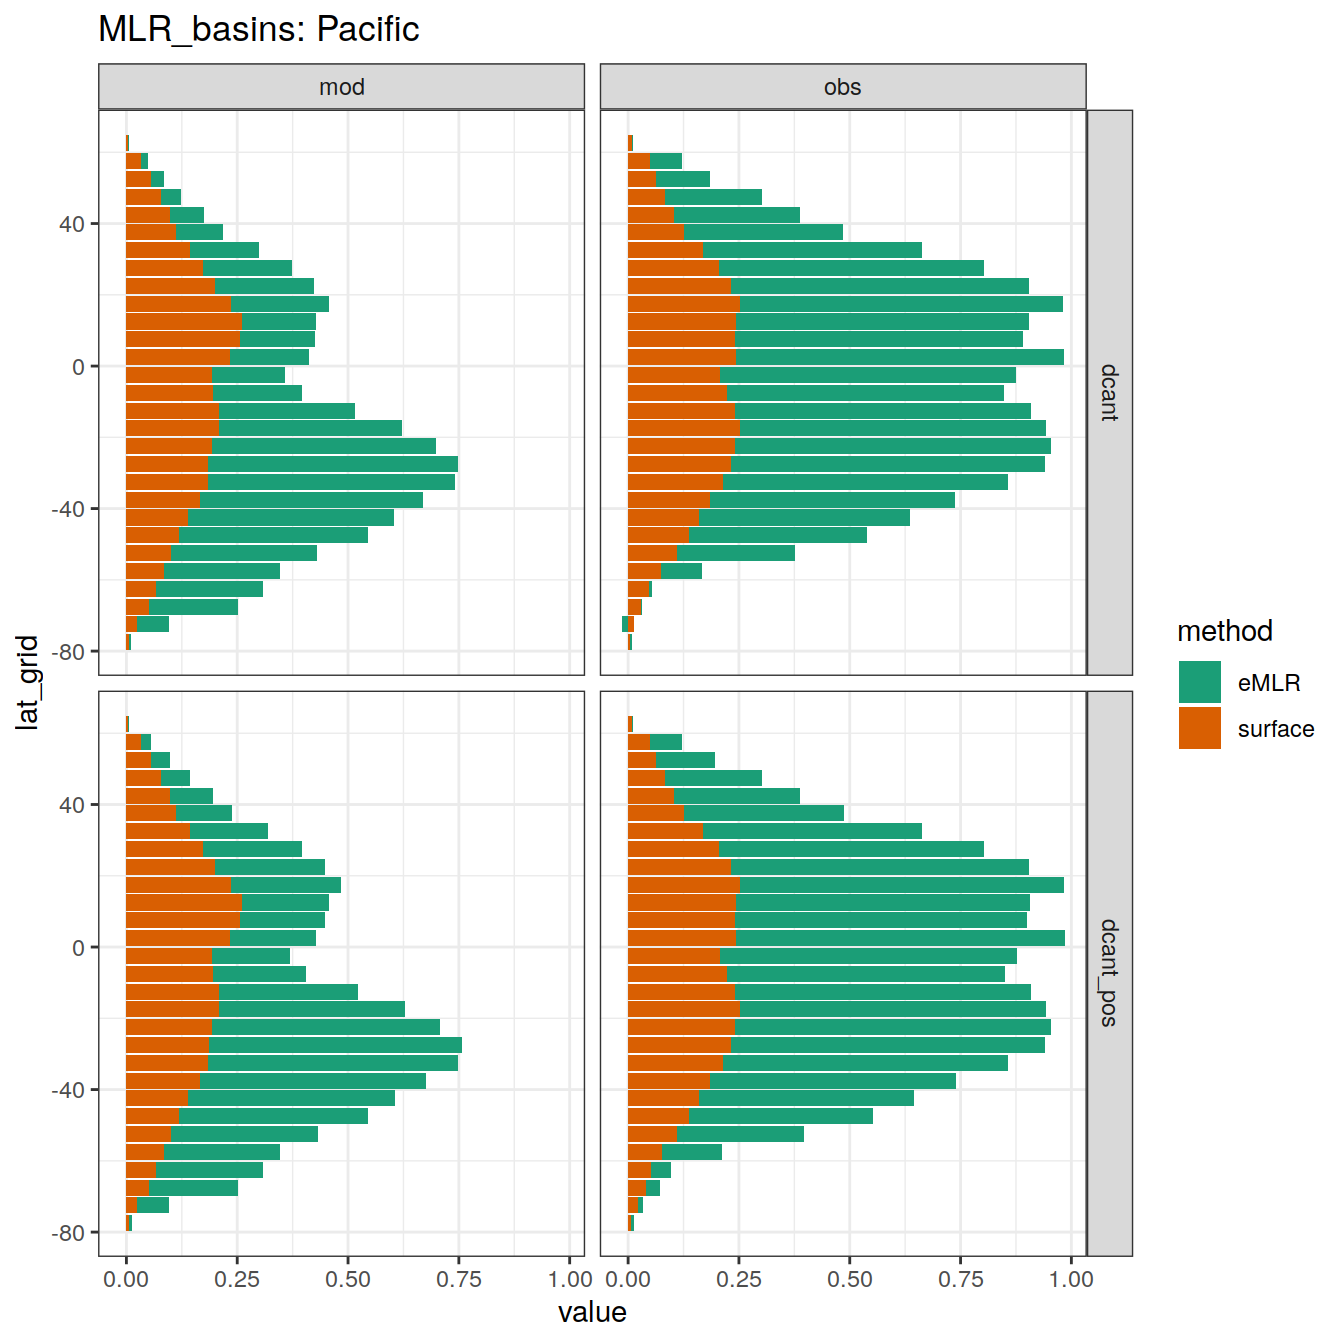 MLR_basins: Pacific
mod
obs
40
0
-40
-80
dcant
lat_grid
40
0
-40
-80
dcant_pos
0.00 0.25 0.50 0.75 1.00
0.00 0.25 0.50 0.75 1.00
value
method
eMLR
surface